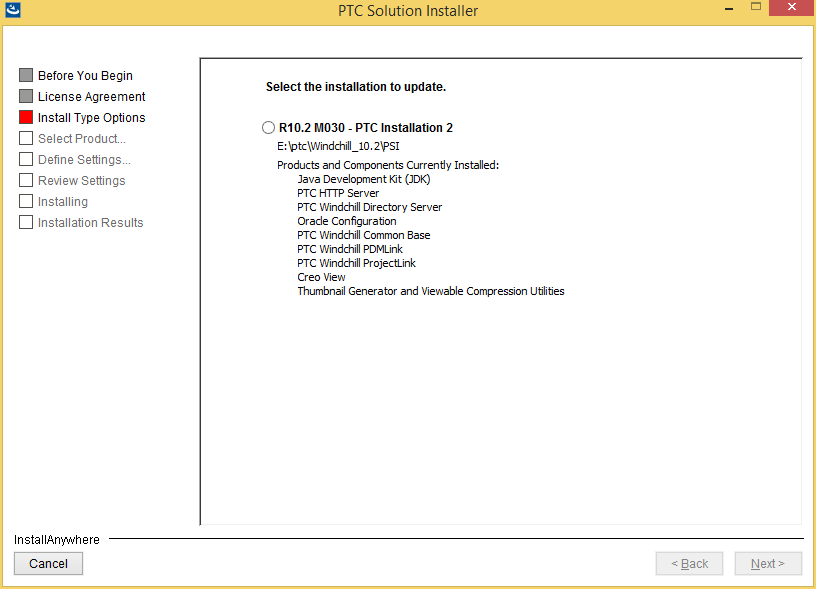 PTC Solution Installer
Before You Begin
License Agreement
Install Type Options
Select Product...
Define Settings...
Review Settings
Installing
Installation Results
Select the installation to update.
R10.2 M030 - PTC Installation 2
E:\ptc\Windchill_10.2\PSI
Products and Components Currently Installed:
Java Development Kit (JDK)
PTC HTTP Server
PTC Windchill Directory Server
Oracle Configuration
PTC Windchill Common Base
PTC Windchill PDMLink
PTC Windchill ProjectLink
Creo View
Thumbnail Generator and Viewable Compression Utilities
InstallAnywhere
Cancel
< Back
Next >